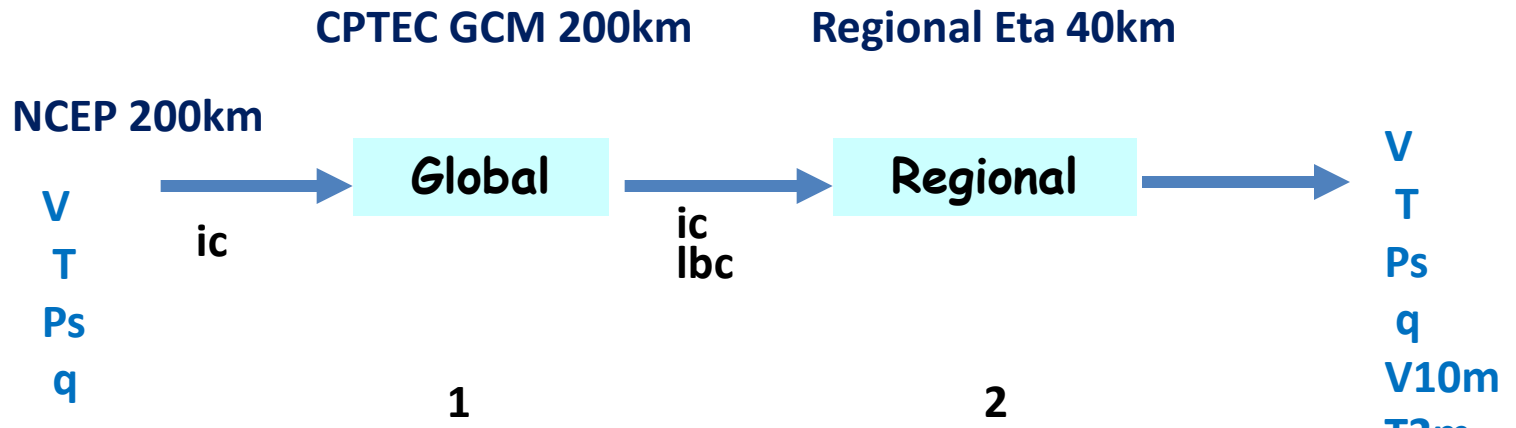 CPTEC GCM 200km
Regional Eta 40km
NCEP 200km
Global
Regional
V
T
Ps
q
ic
ic
lbc
V
T
Ps
q
V10m
1
2